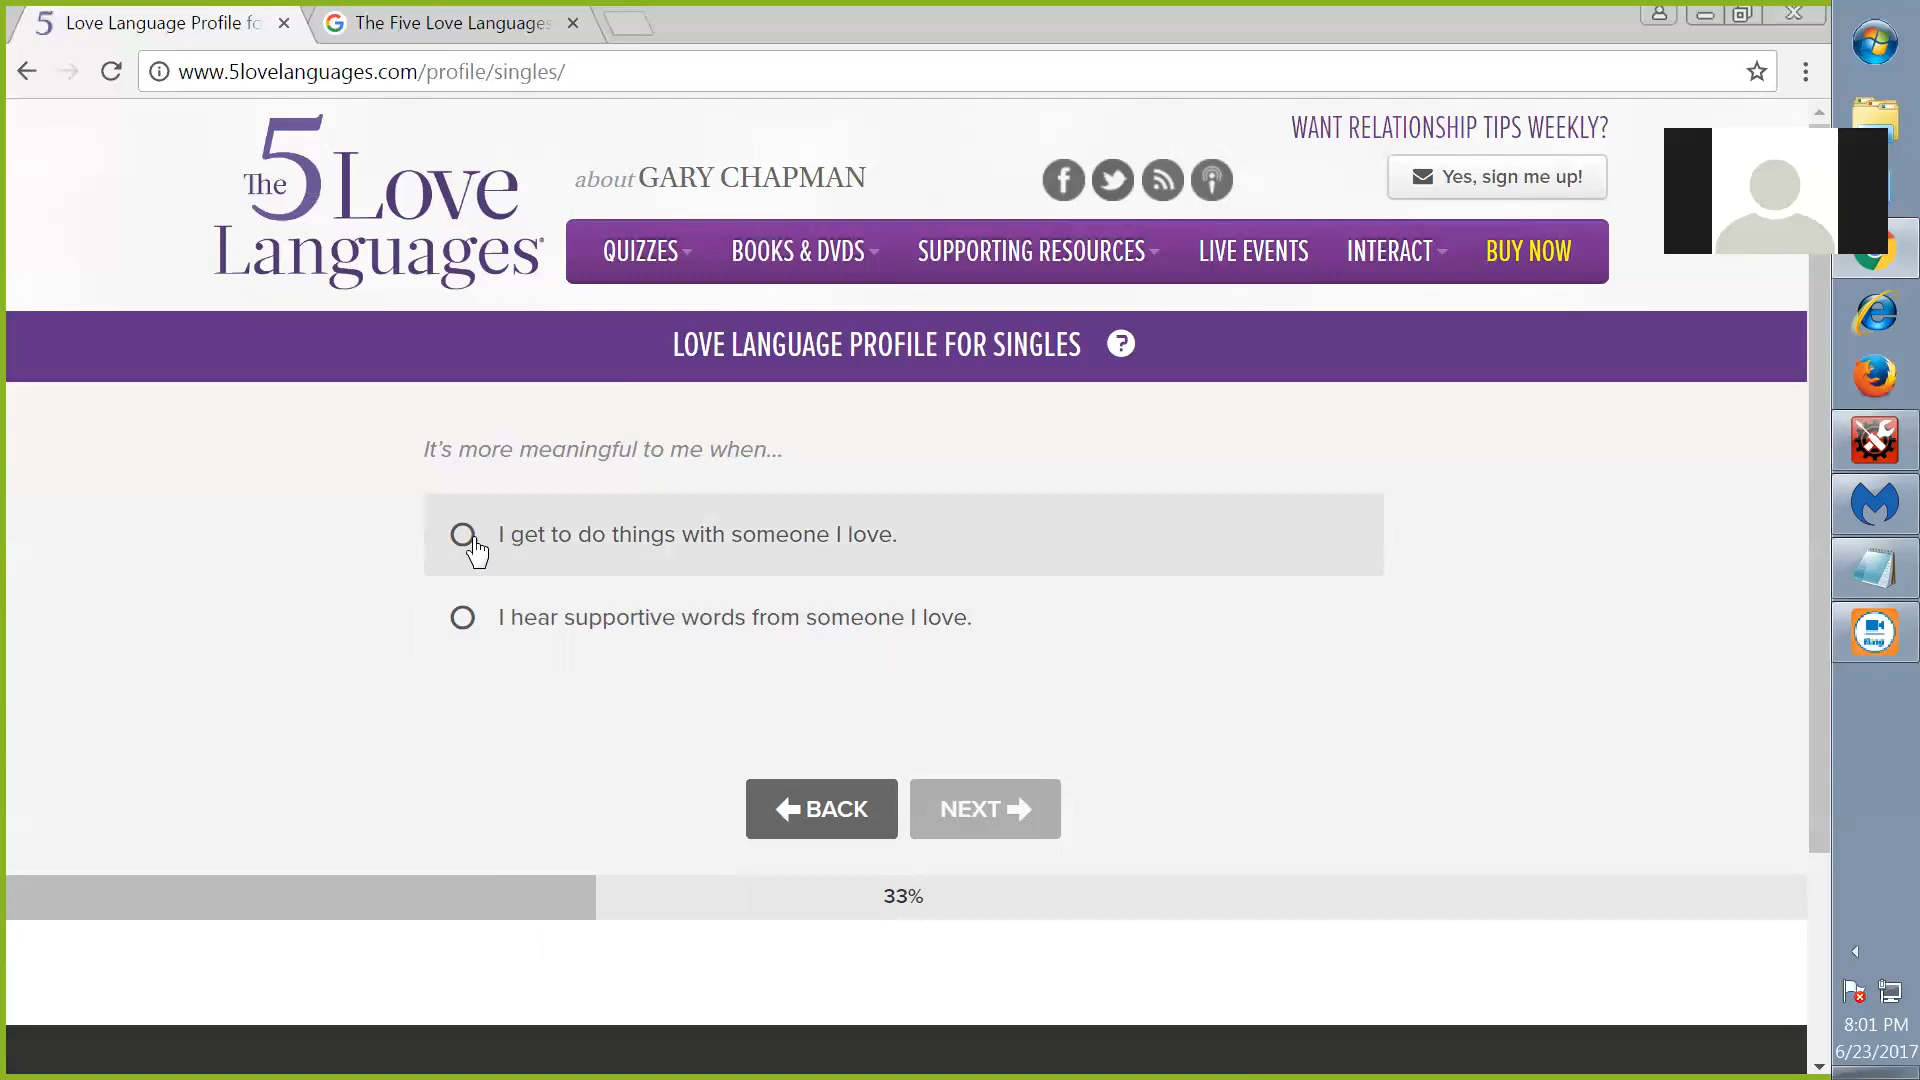 5 Love Language Profile fo
The Five Love Languages
www.5lovelanguages.com/profile/singles/
The 5 Love Languages
about GARY CHAPMAN
WANT RELATIONSHIP TIPS WEEKLY?
Yes, sign me up!
QUIZZES BOOKS & DVDS SUPPORTING RESOURCES LIVE EVENTS INTERACT BUY NOW
LOVE LANGUAGE PROFILE FOR SINGLES ?
It's more meaningful to me when...
I get to do things with someone I love.
I hear supportive words from someone I love.
BACK NEXT
33%
8:01 PM
6/23/2017